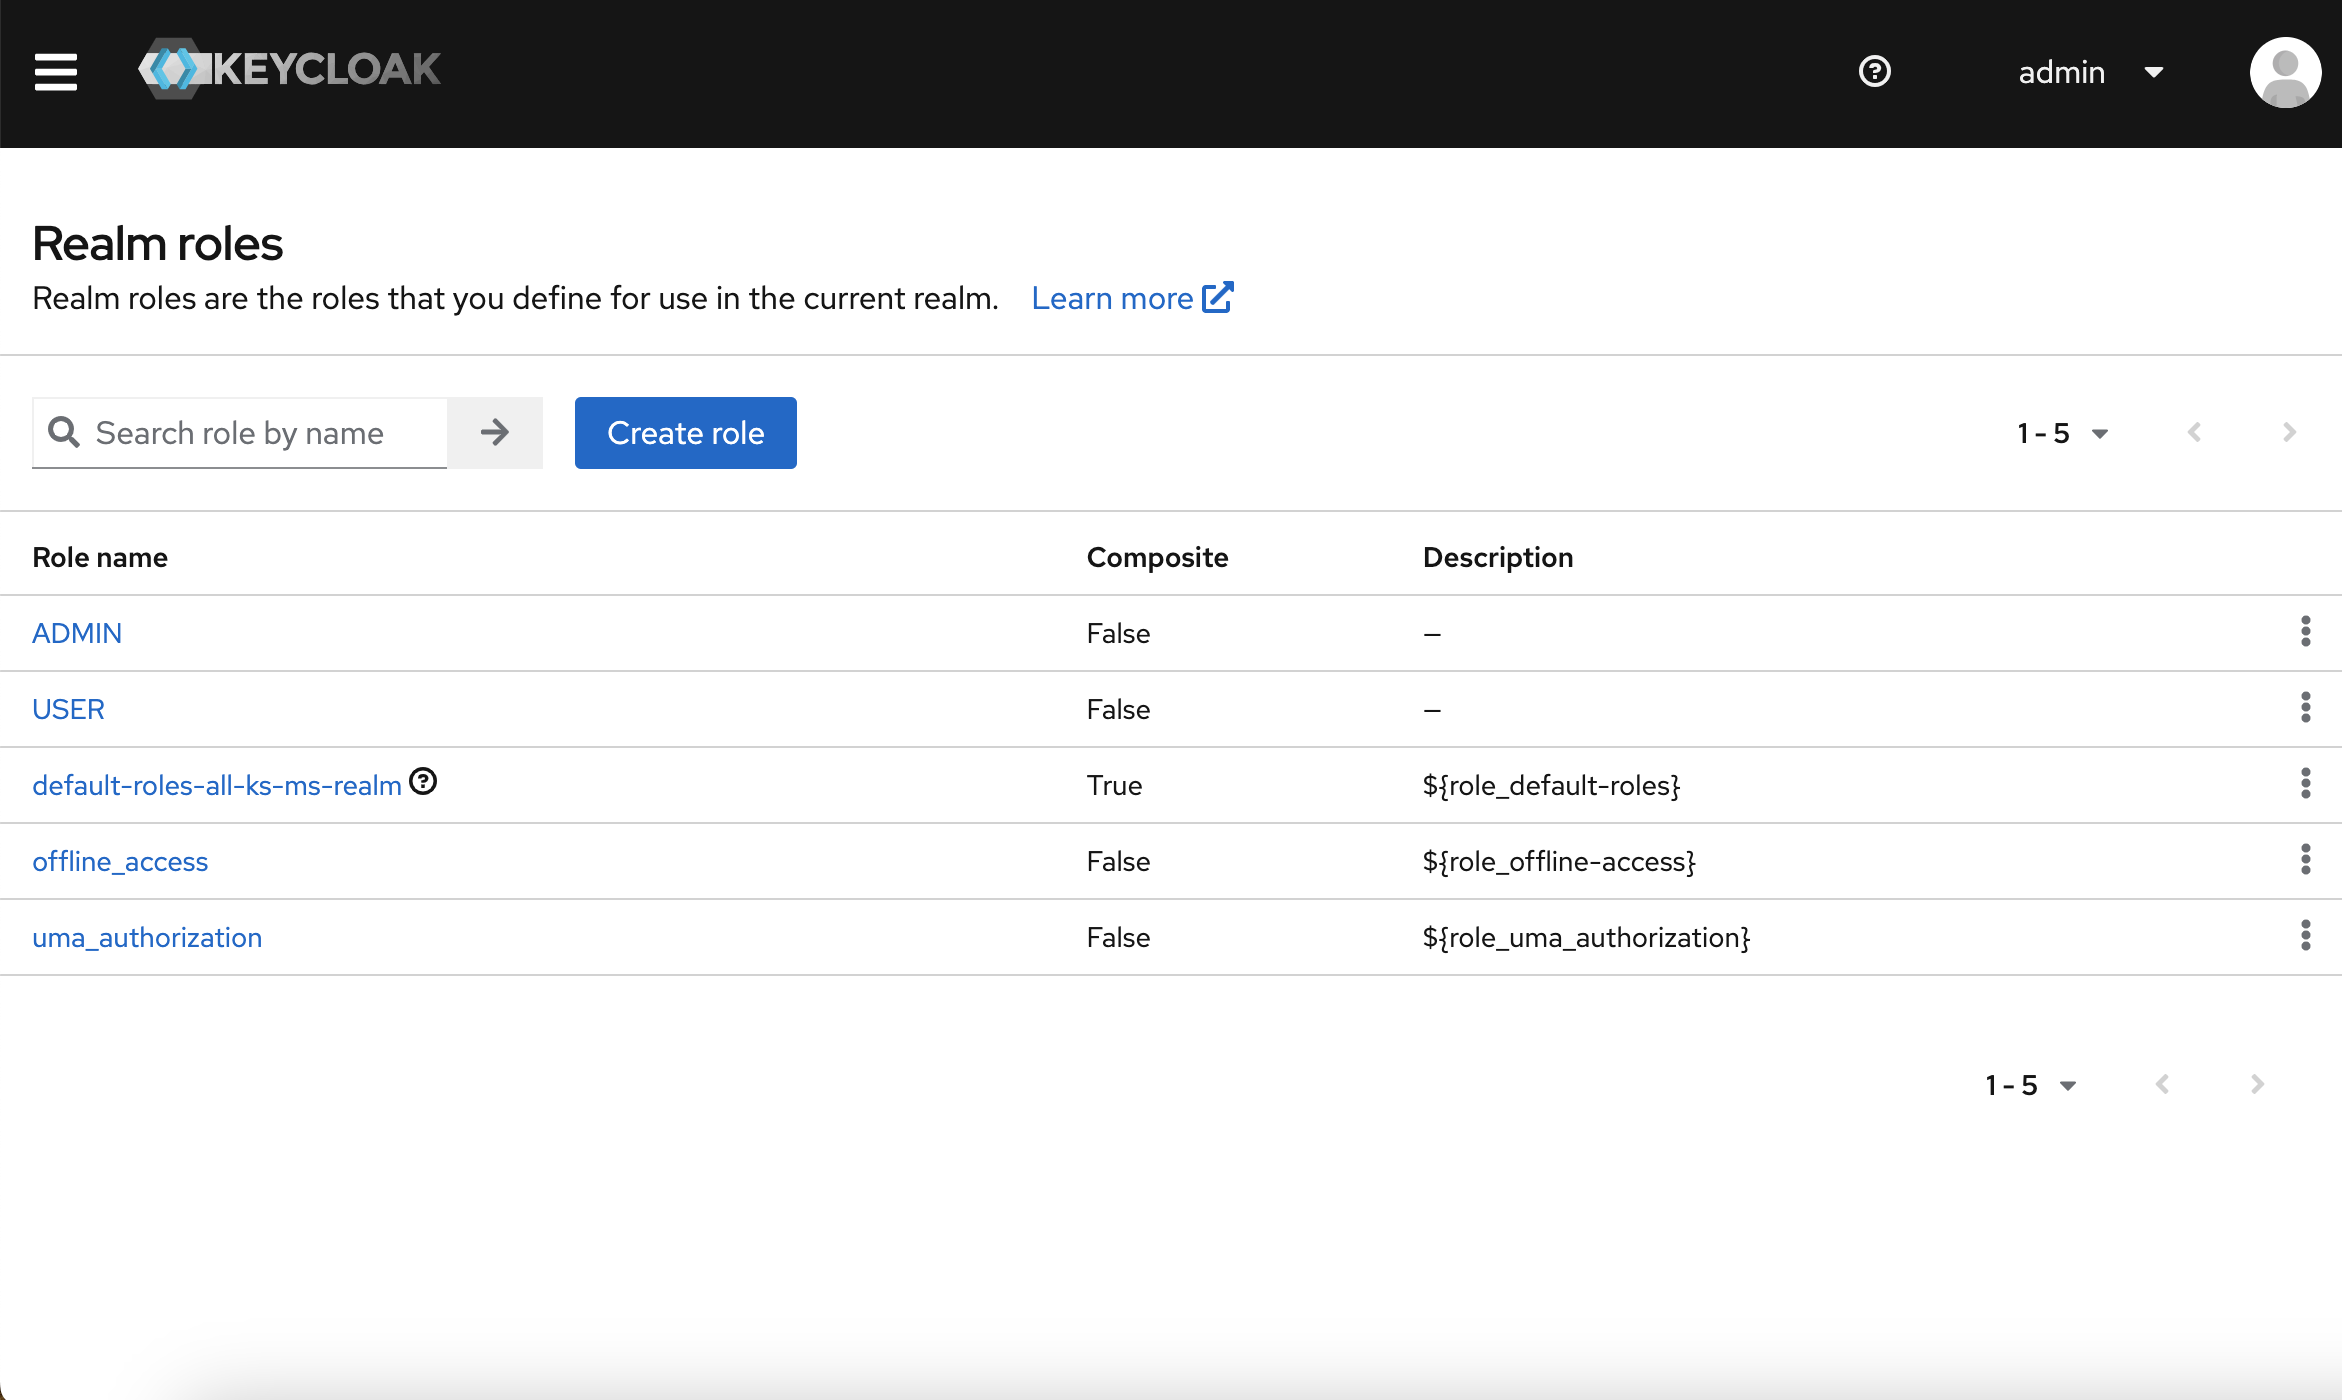 KEYCLOAK
admin
Realm roles
Realm roles are the roles that you define for use in the current realm. Learn more
Search role by name
Create role
1 - 5
Role name Composite Description
ADMIN False –
USER False –
default-roles-all-ks-ms-realm True ${role_default-roles}
offline_access False ${role_offline-access}
uma_authorization False ${role_uma_authorization}
1 - 5